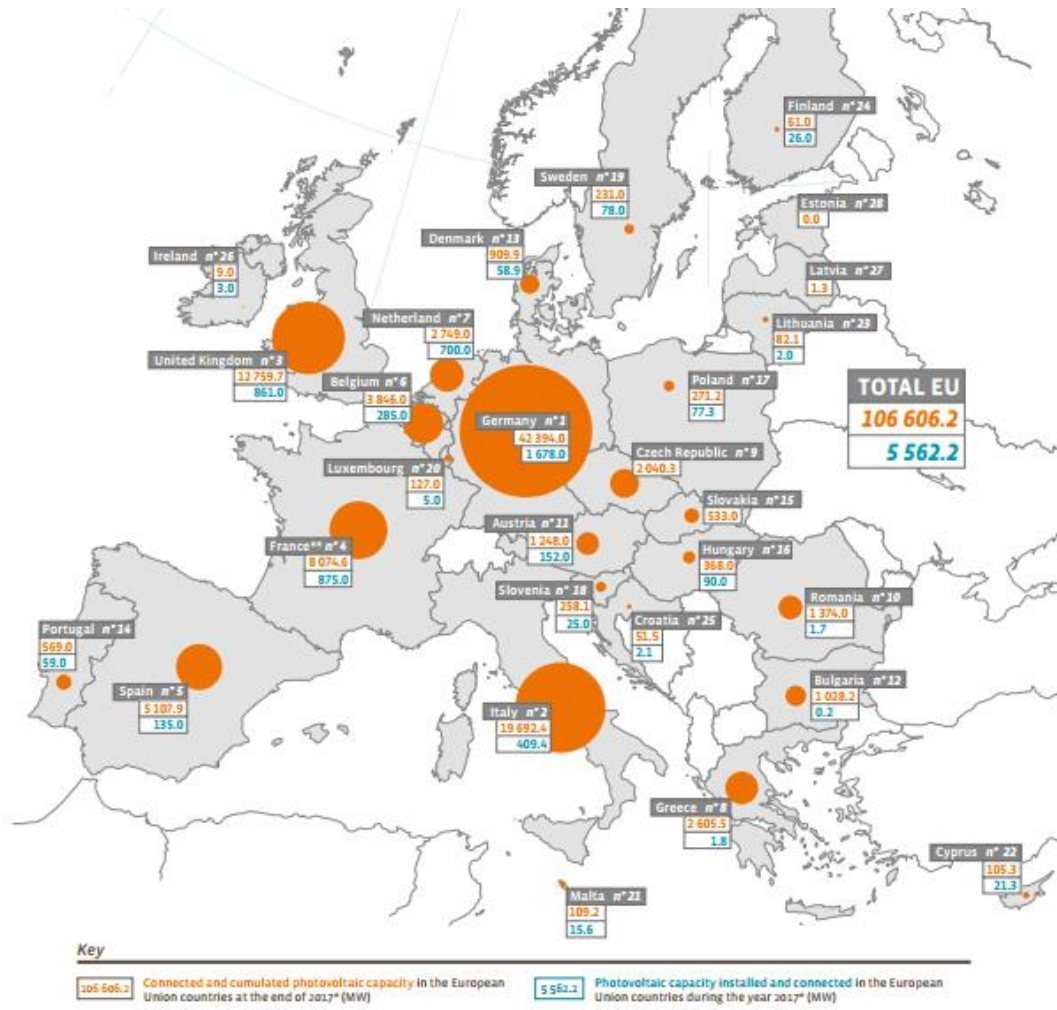 Finland n°24
61.0
26.0
Sweden n°19
231.0
78.0
Estonia n°28
0.0
Denmark n°13
909.9
58.9
Ireland n°26
9.0
3.0
Latvia n°27
1.3
Netherland n°7
2 749.0
700.0
Lithuania n°23
82.1
2.0
United Kingdom n°3
12 759.7
861.0
Belgium n°6
3 846.0
285.0
Poland n°17
271.2
77.3
TOTAL EU
106 606.2
5 562.2
Germany n°1
42 394.0
1 678.0
Czech Republic n°9
2 040.3
Luxembourg n°20
127.0
5.0
Slovakia n°15
533.0
Austria n°11
1 248.0
152.0
France** n°4
8 074.6
875.0
Hungary n°16
368.0
90.0
Slovenia n°18
258.1
25.0
Romania n°10
1 374.0
1.7
Croatia n°25
51.5
2.1
Portugal n°14
569.0
59.0
Spain n°5
5 107.9
135.0
Bulgaria n°12
1 028.2
0.2
Italy n°2
19 692.4
409.4
Greece n°8
2 605.5
1.8
Cyprus n° 22
105.3
21.3
Malta n°21
109.2
15.6
Key
106 606.2 Connected and cumulated photovoltaic capacity in the European
Union countries at the end of 2017* (MW)
5 562.2 Photovoltaic capacity installed and connected in the European
Union countries during the year 2017* (MW)